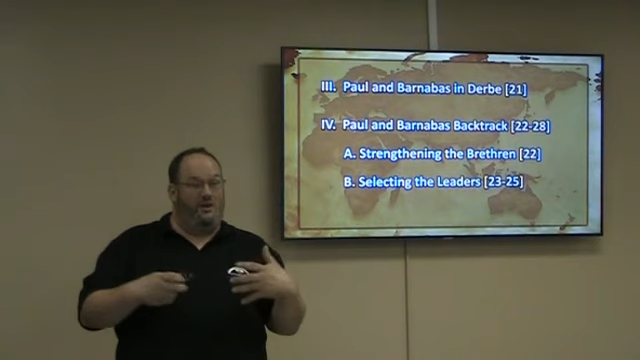 III. Paul and Barnabas in Derbe [21]
IV. Paul and Barnabas Backtrack [22-28]
A. Strengthening the Brethren [22]
B. Selecting the Leaders [23-25]